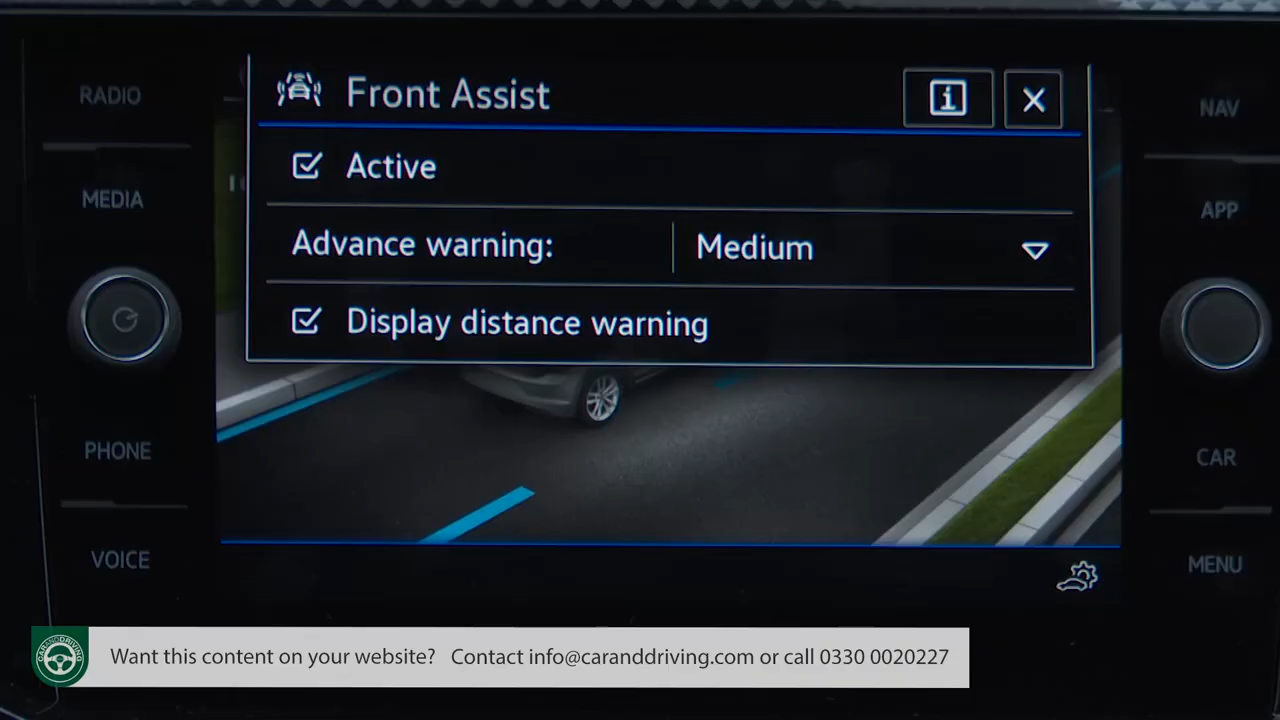 RADIO
MEDIA
PHONE
VOICE
Front Assist
Active
Advance warning: Medium
Display distance warning
NAV
APP
CAR
MENU
CARANDDRIVING
Want this content on your website? Contact info@caranddriving.com or call 0330 0020227